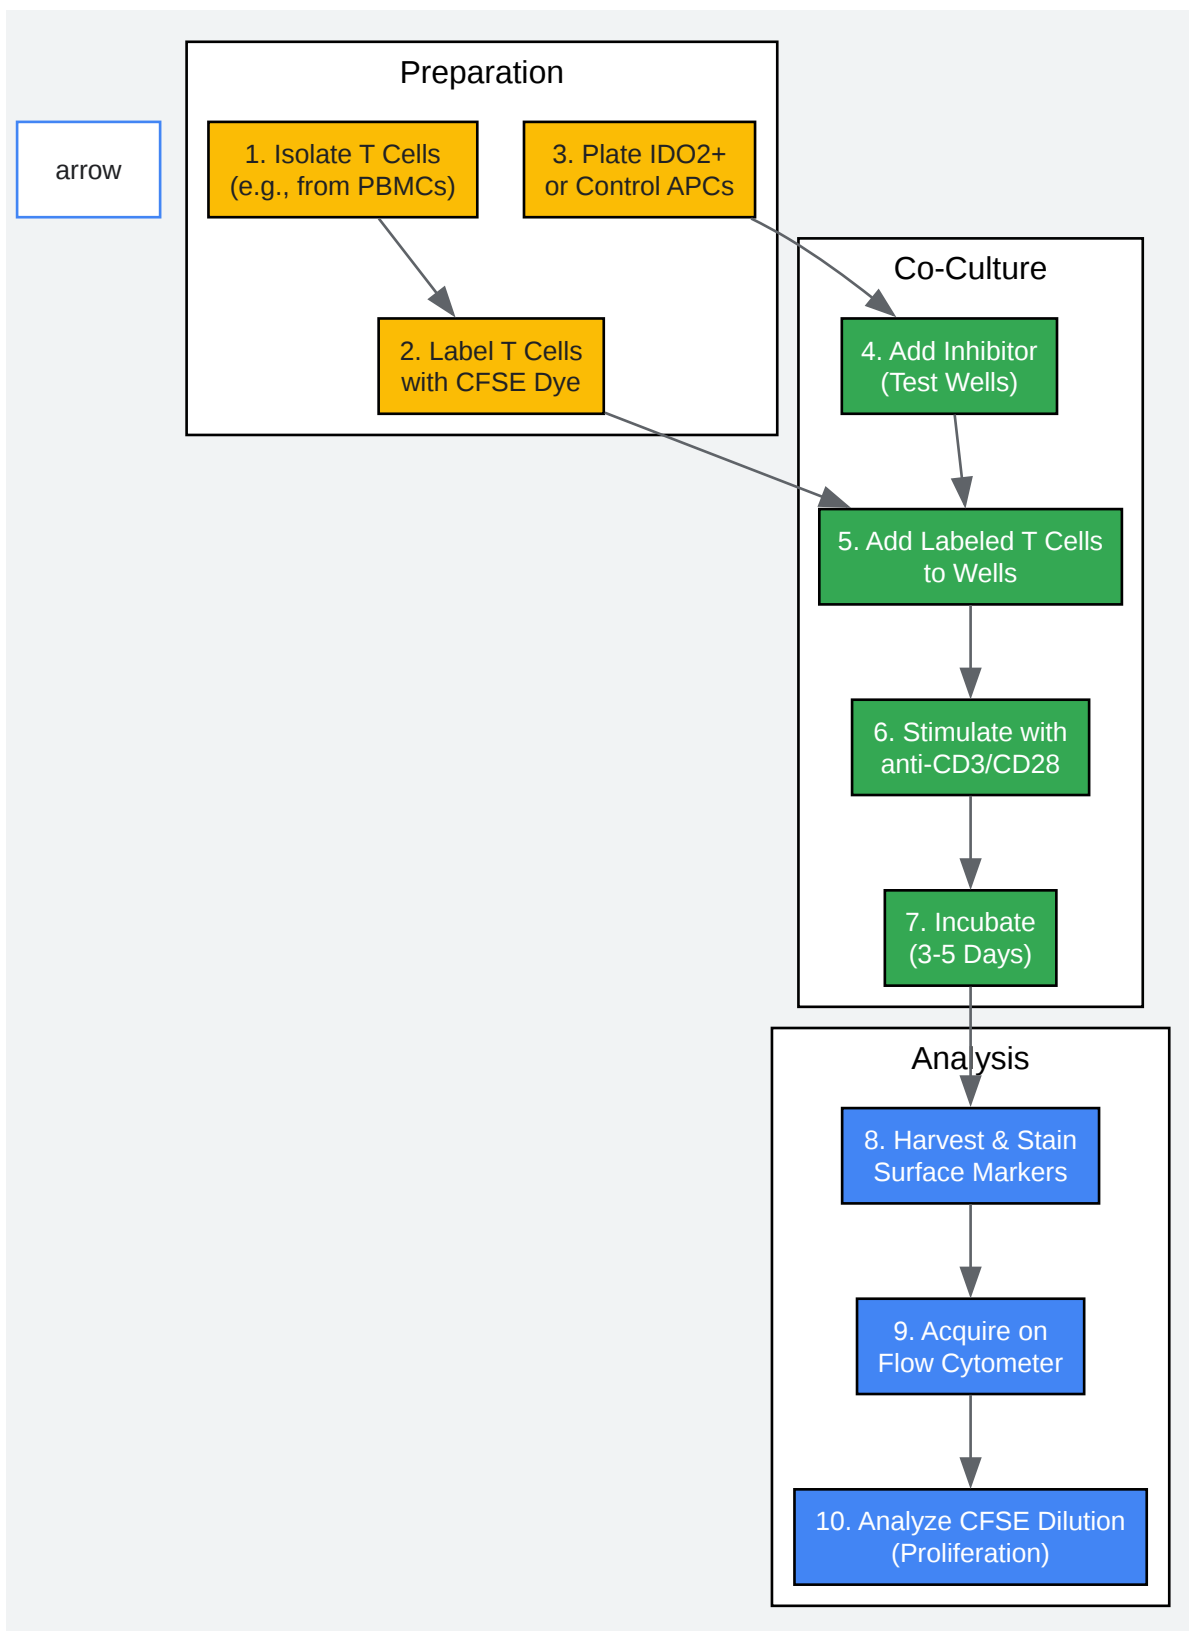 Preparation
arrow
1. Isolate T Cells
(e.g., from PBMCs)
3. Plate IDO2+
or Control APCs
2. Label T Cells
with CFSE Dye
Co-Culture
4. Add Inhibitor
(Test Wells)
5. Add Labeled T Cells
to Wells
6. Stimulate with
anti-CD3/CD28
7. Incubate
(3-5 Days)
Analysis
8. Harvest & Stain
Surface Markers
9. Acquire on
Flow Cytometer
10. Analyze CFSE Dilution
(Proliferation)